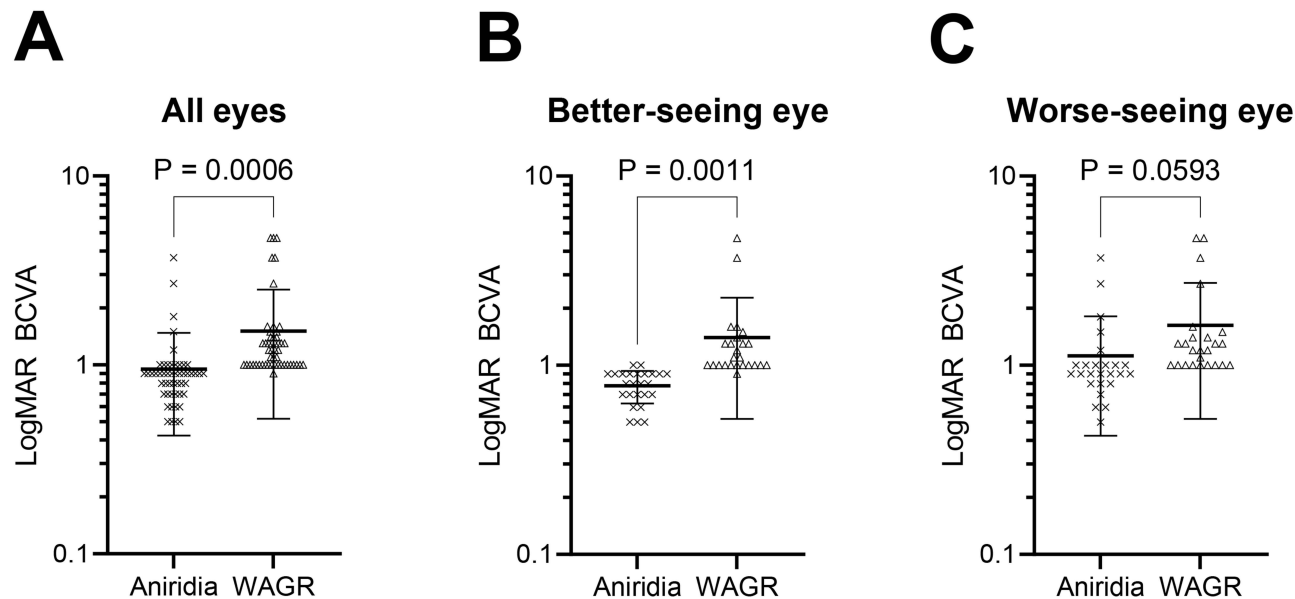 A
All eyes
P = 0.0006
10
1
0.1
LogMAR BCVA
Aniridia WAGR
B
Better-seeing eye
P = 0.0011
10
1
0.1
LogMAR BCVA
Aniridia WAGR
C
Worse-seeing eye
P = 0.0593
10
1
0.1
LogMAR BCVA
Aniridia WAGR